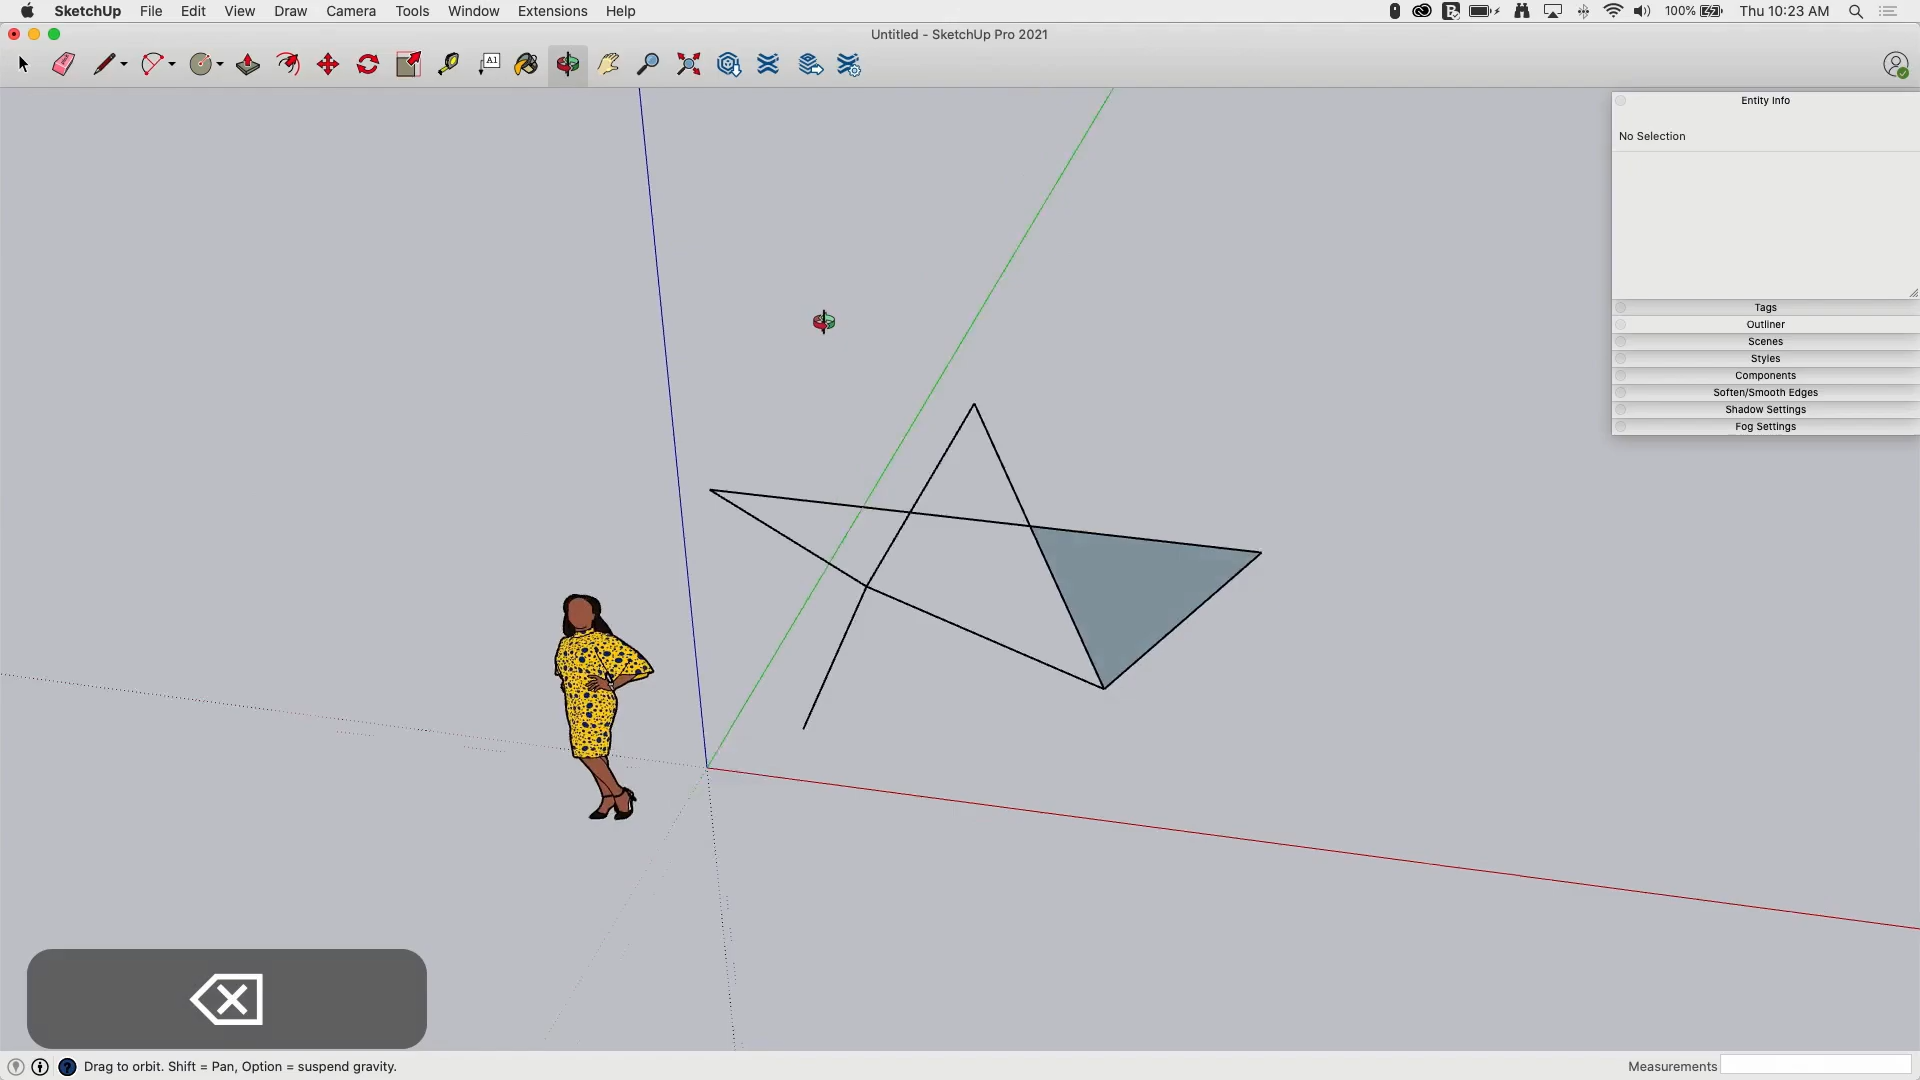 SketchUp File Edit View Draw Camera Tools Window Extensions Help 100% Thu 10:23 AM
Untitled - SketchUp Pro 2021
A1
Entity Info
No Selection
Tags
Outliner
Scenes
Styles
Components
Soften/Smooth Edges
Shadow Settings
Fog Settings
Drag to orbit. Shift = Pan, Option = suspend gravity. Measurements